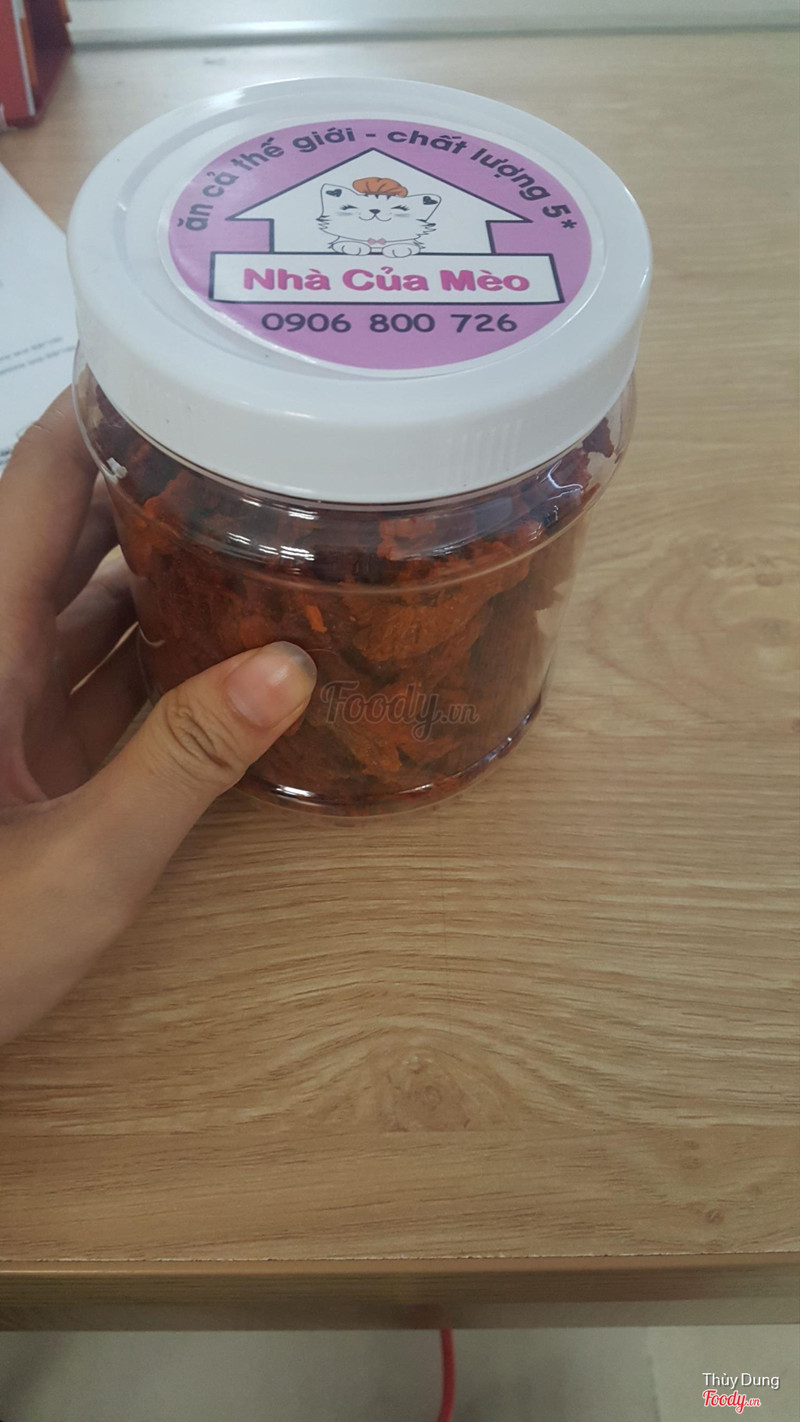 ăn cả thế giới - chất lượng 5*
Nhà Của Mèo
0906 800 726
Foody.vn
Thùy Dung
Foody.vn